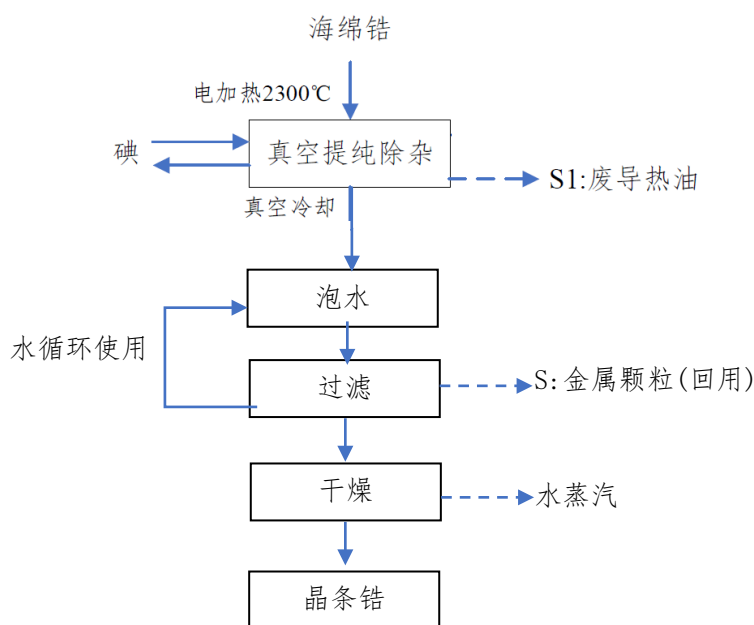 海绵锆
电加热2300℃
碘
真空提纯除杂
S1:废导热油
真空冷却
泡水
水循环使用
过滤
S:金属颗粒(回用)
干燥
水蒸汽
晶条锆